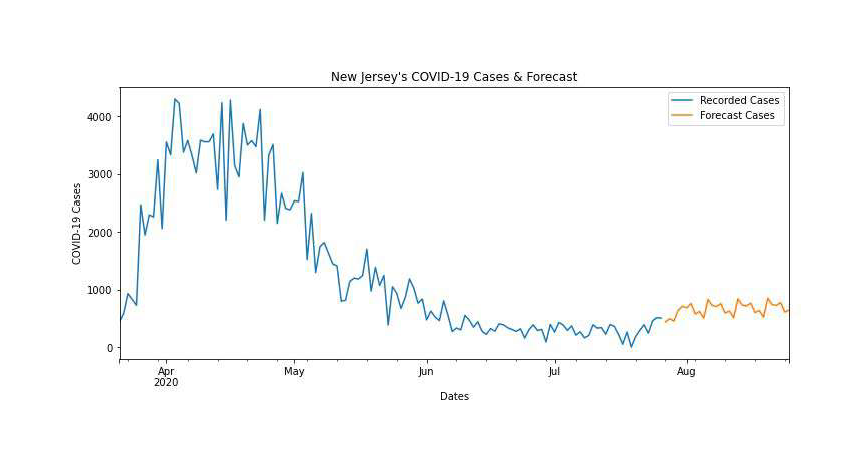 New Jersey's COVID-19 Cases & Forecast
Recorded Cases
Forecast Cases
4000
3000
2000
1000
0
COVID-19 Cases
Apr May Jun Jul Aug
2020
Dates